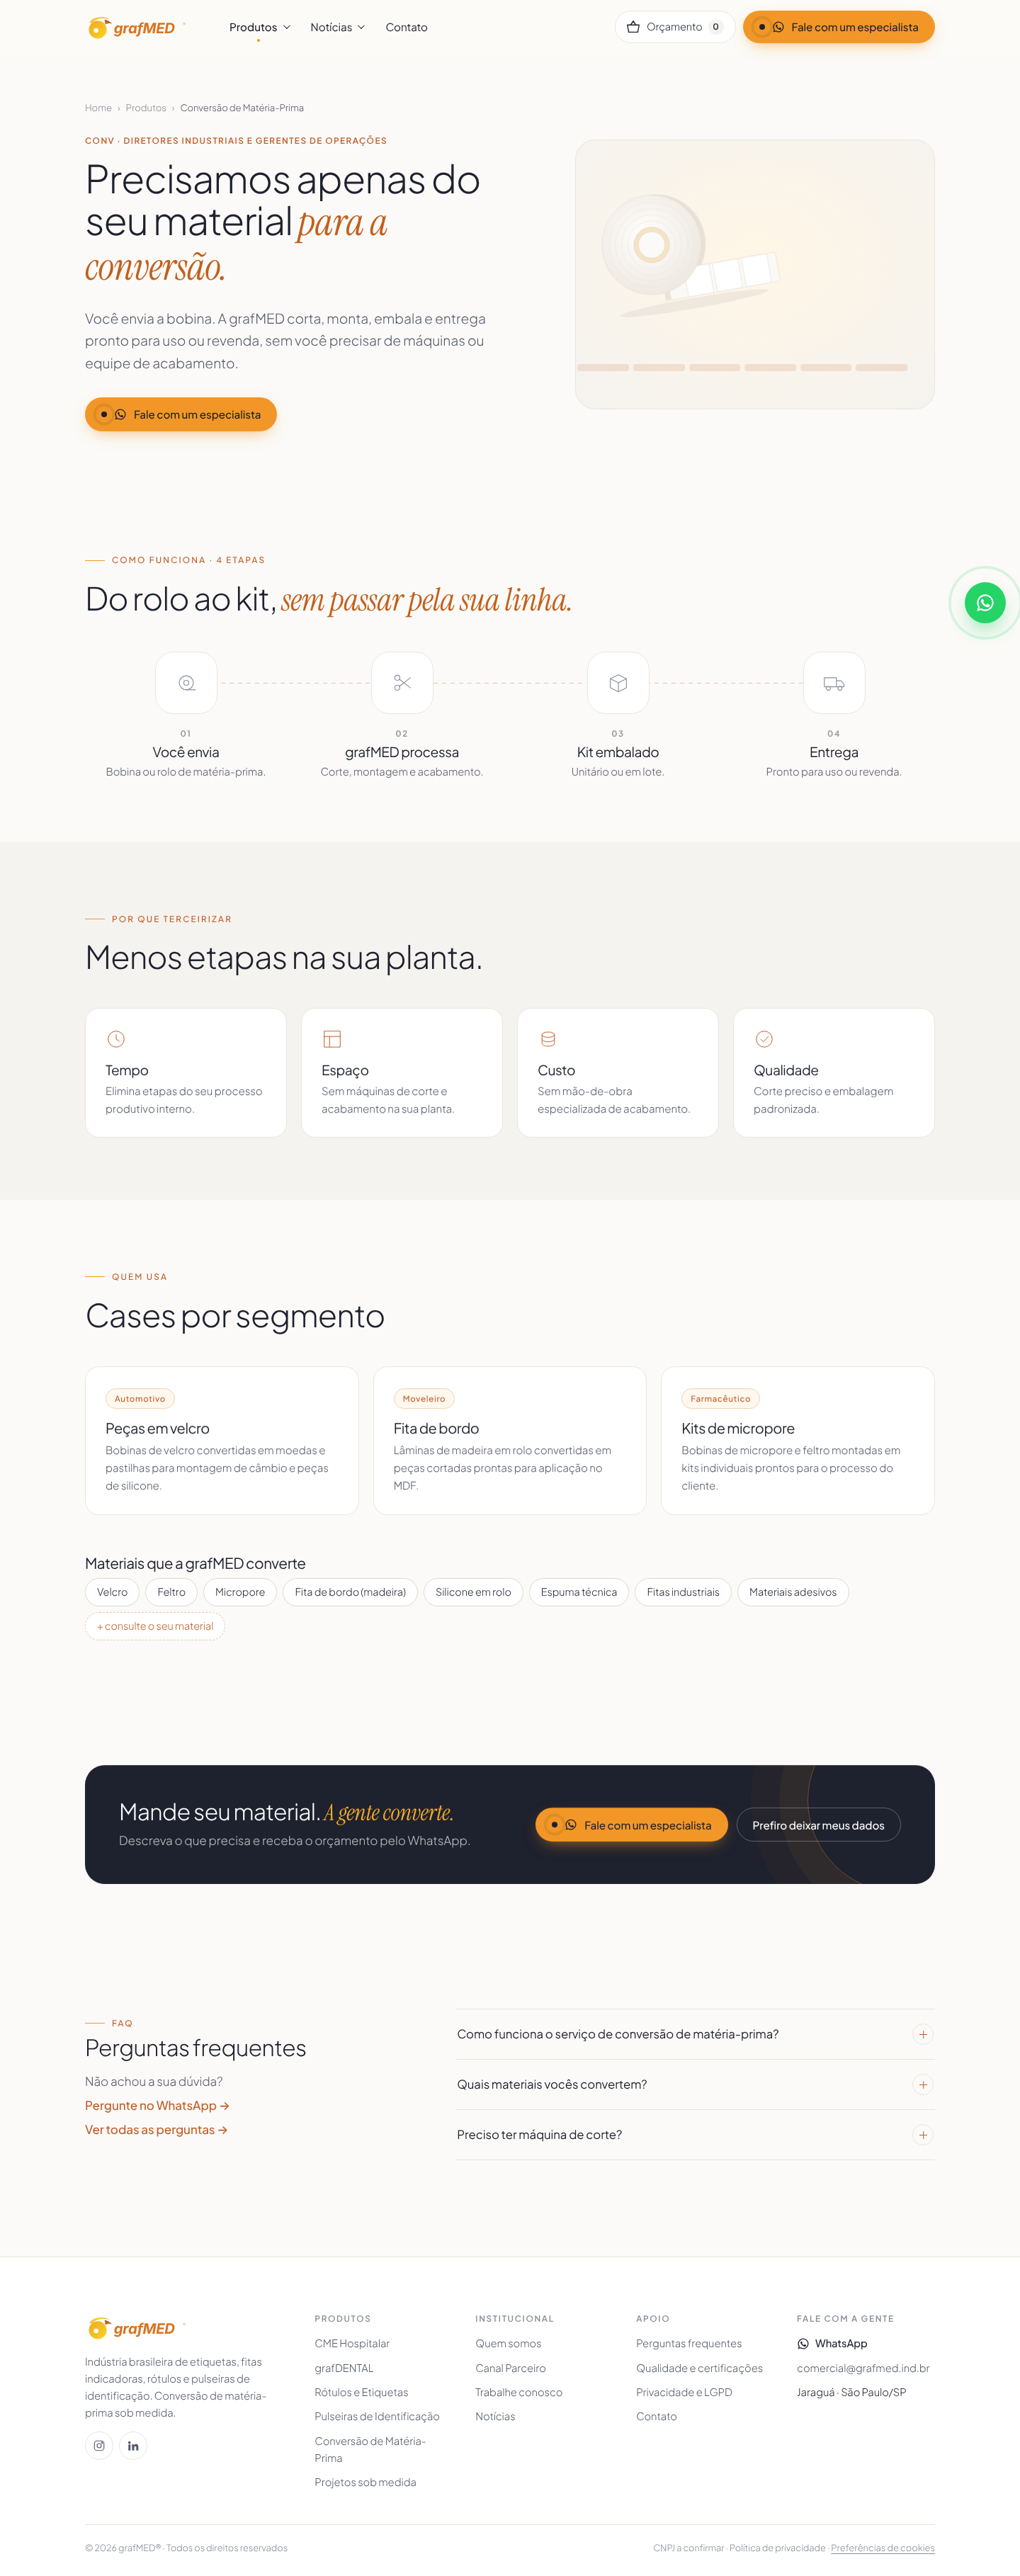 grafMED
Produtos
Notícias
Contato
Orçamento 0
Fale com um especialista
Home › Produtos › Conversão de Matéria-Prima
CONV · DIRETORES INDUSTRIAIS E GERENTES DE OPERAÇÕES
Precisamos apenas do
seu material para a
conversão.
Você envia a bobina. A grafMED corta, monta, embala e entrega
pronto para uso ou revenda, sem você precisar de máquinas ou
equipe de acabamento.
Fale com um especialista
COMO FUNCIONA · 4 ETAPAS
Do rolo ao kit, sem passar pela sua linha.
01
Você envia
Bobina ou rolo de matéria-prima.
02
grafMED processa
Corte, montagem e acabamento.
03
Kit embalado
Unitário ou em lote.
04
Entrega
Pronto para uso ou revenda.
POR QUE TERCEIRIZAR
Menos etapas na sua planta.
Tempo
Elimina etapas do seu processo
produtivo interno.
Espaço
Sem máquinas de corte e
acabamento na sua planta.
Custo
Sem mão-de-obra
especializada de acabamento.
Qualidade
Corte preciso e embalagem
padronizada.
QUEM USA
Cases por segmento
Automotivo
Peças em velcro
Bobinas de velcro convertidas em moedas e
pastilhas para montagem de câmbio e peças
de silicone.
Moveleiro
Fita de bordo
Lâminas de madeira em rolo convertidas em
peças cortadas prontas para aplicação no
MDF.
Farmacêutico
Kits de micropore
Bobinas de micropore e feltro montadas em
kits individuais prontos para o processo do
cliente.
Materiais que a grafMED converte
Velcro
Feltro
Micropore
Fita de bordo (madeira)
Silicone em rolo
Espuma técnica
Fitas industriais
Materiais adesivos
+ consulte o seu material
Mande seu material. A gente converte.
Descreva o que precisa e receba o orçamento pelo WhatsApp.
Fale com um especialista
Prefiro deixar meus dados
FAQ
Perguntas frequentes
Não achou a sua dúvida?
Pergunte no WhatsApp →
Ver todas as perguntas →
Como funciona o serviço de conversão de matéria-prima?
Quais materiais vocês convertem?
Preciso ter máquina de corte?
grafMED
Indústria brasileira de etiquetas, fitas
indicadoras, rótulos e pulseiras de
identificação. Conversão de matéria-
prima sob medida.
PRODUTOS
CME Hospitalar
grafDENTAL
Rótulos e Etiquetas
Pulseiras de Identificação
Conversão de Matéria-
Prima
Projetos sob medida
INSTITUCIONAL
Quem somos
Canal Parceiro
Trabalhe conosco
Notícias
APOIO
Perguntas frequentes
Qualidade e certificações
Privacidade e LGPD
Contato
FALE COM A GENTE
WhatsApp
comercial@grafmed.ind.br
Jaraguá · São Paulo/SP
© 2026 grafMED® · Todos os direitos reservados
CNPJ a confirmar · Política de privacidade · Preferências de cookies